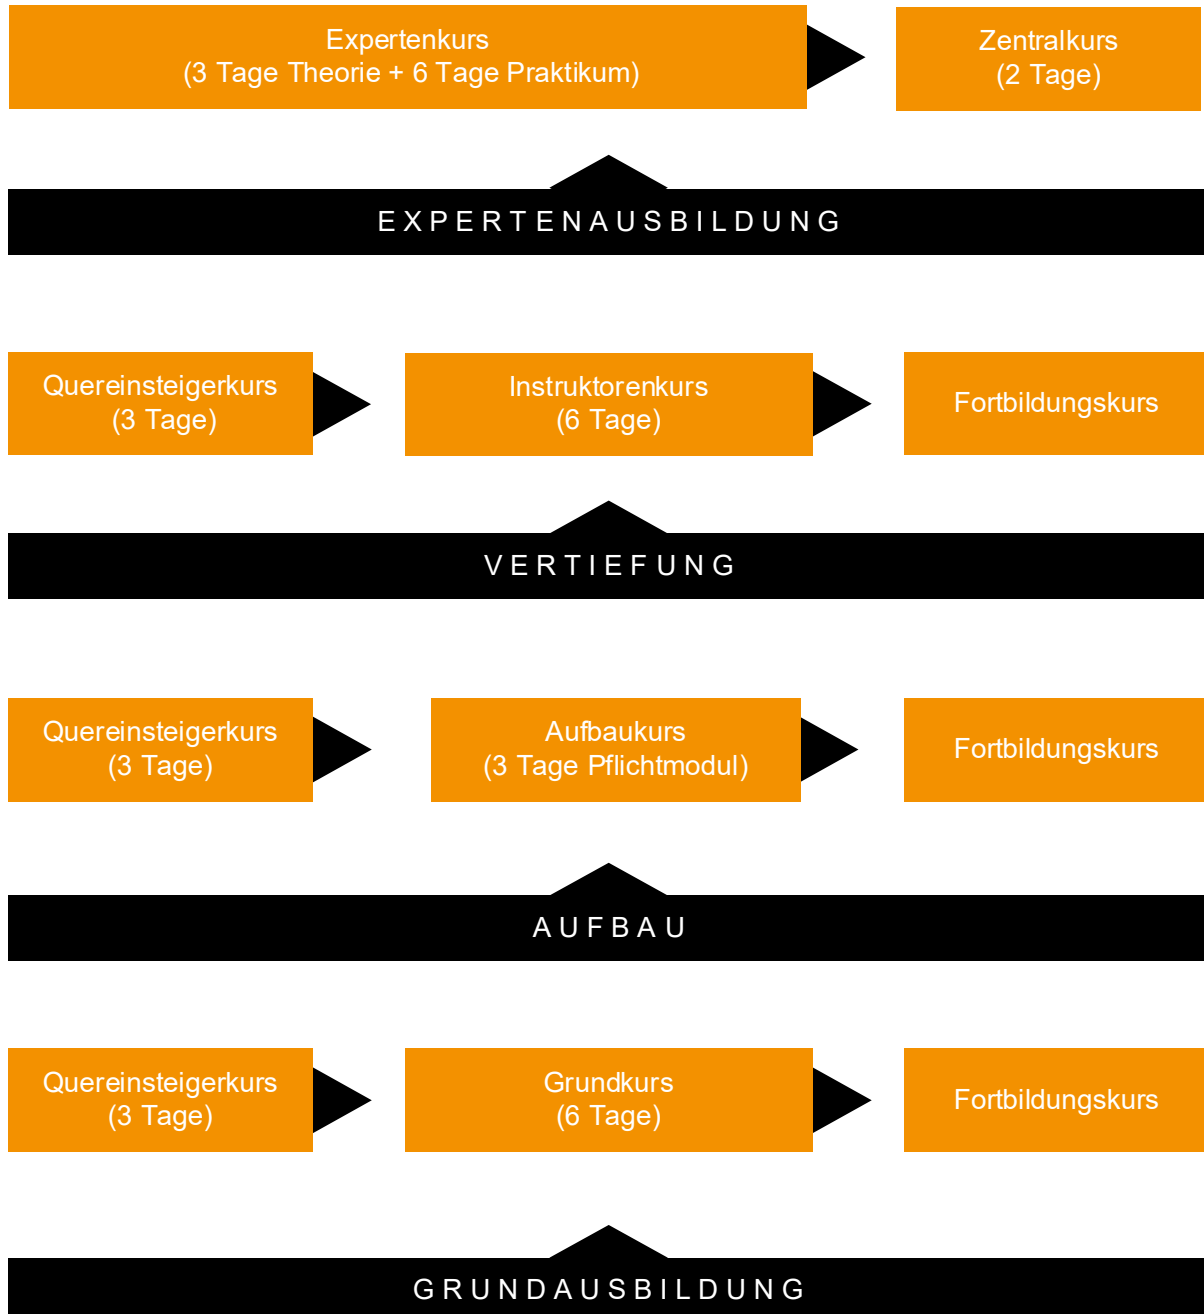 Expertenkurs
(3 Tage Theorie + 6 Tage Praktikum)
Zentralkurs
(2 Tage)
EXPERTENAUSBILDUNG
Quereinsteigerkurs
(3 Tage)
Instruktorenkurs
(6 Tage)
Fortbildungskurs
VERTIEFUNG
Quereinsteigerkurs
(3 Tage)
Aufbaukurs
(3 Tage Pflichtmodul)
Fortbildungskurs
AUFBAU
Quereinsteigerkurs
(3 Tage)
Grundkurs
(6 Tage)
Fortbildungskurs
GRUNDAUSBILDUNG